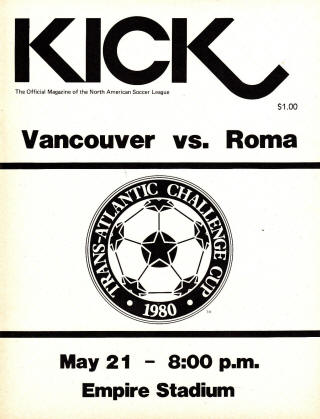 KICK
The Official Magazine of the North American Soccer League
$1.00
Vancouver vs. Roma
TRANS-ATLANTIC CHALLENGE CUP
• 1980 •
May 21 – 8:00 p.m.
Empire Stadium